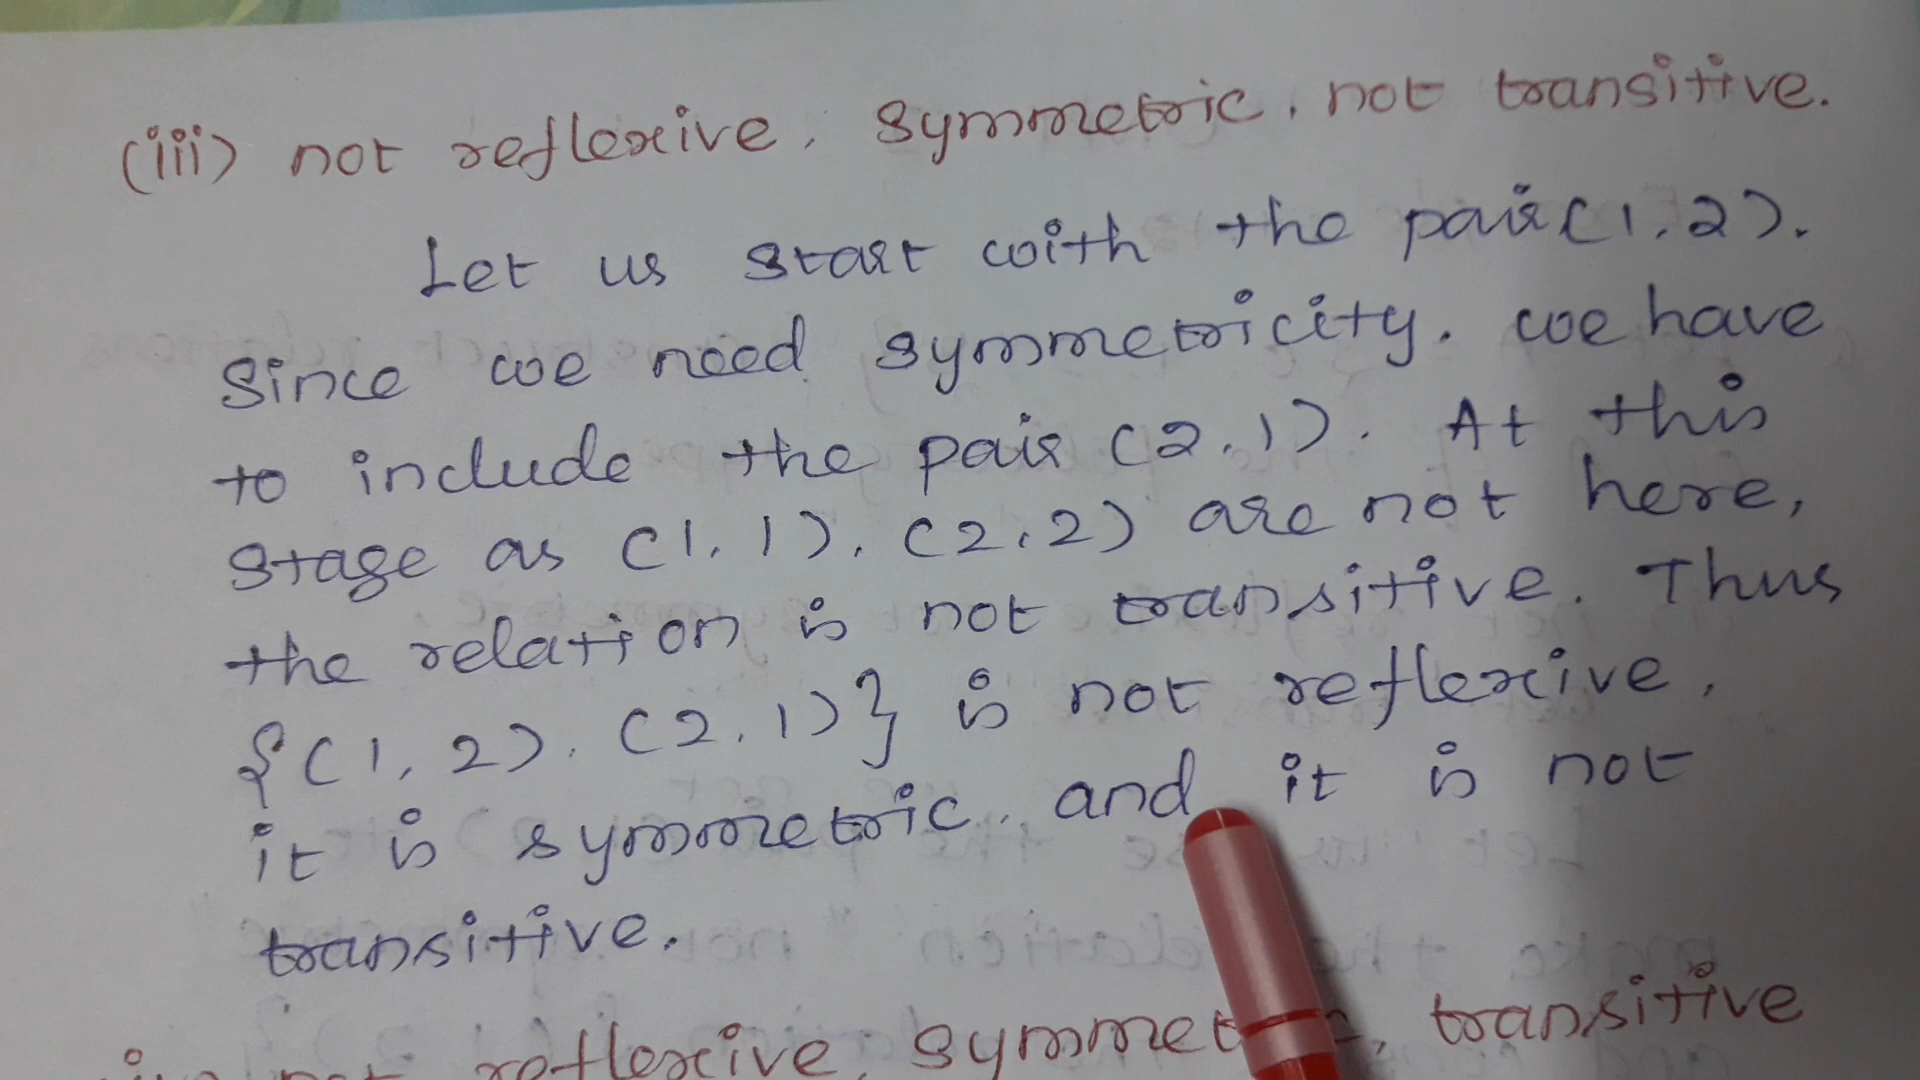 (iii) not reflexive, symmetric, not transitive.
Let us start with the pair (1, 2).
Since we need symmetricity, we have
to include the pair (2, 1). At this
stage as (1, 1), (2, 2) are not here,
the relation is not transitive. Thus
{(1, 2), (2, 1)} is not reflexive,
it is symmetric, and it is not
transitive.
not reflexive, symmetric, transitive